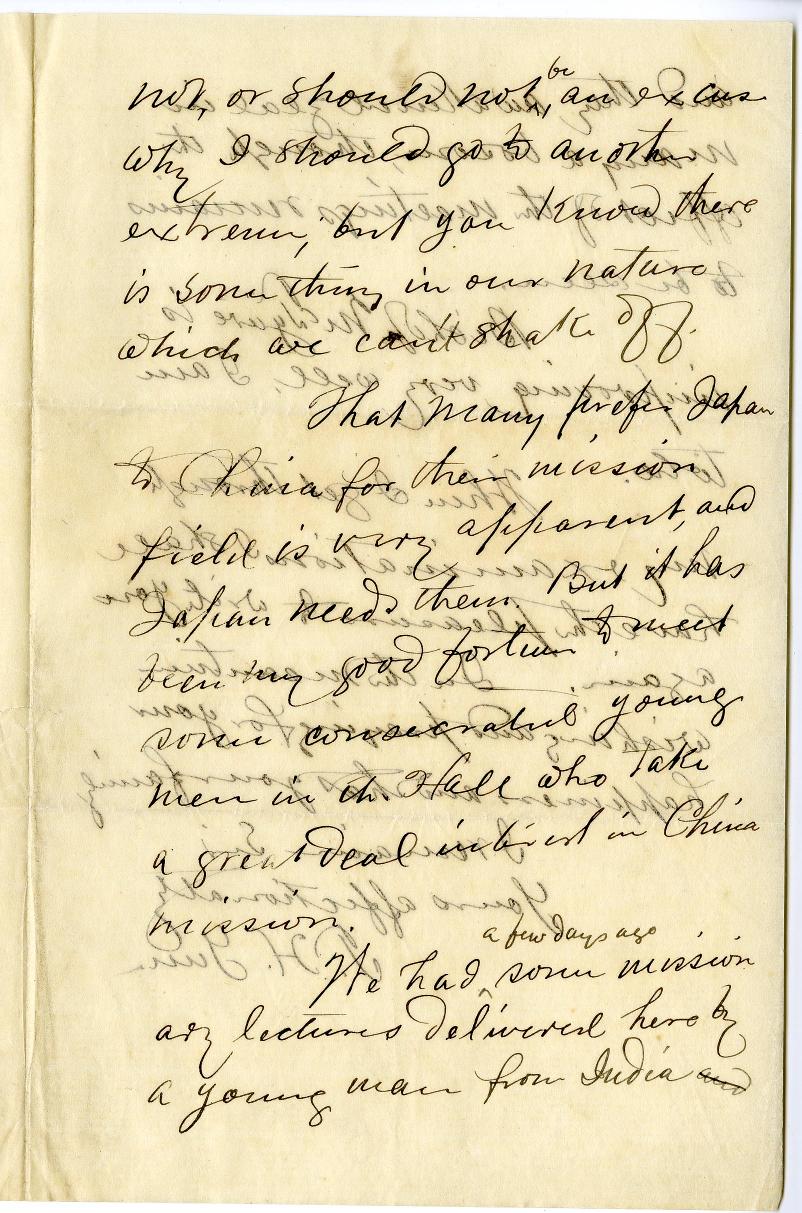 not, or should not, be an excuse
why I should go to another
extreme, but you know there
is something in our nature
which we can't shake off.
That many prefer Japan
to China for their mission
field is very apparent, and
Japan needs them. But it has
been my good fortune to meet
some consecrated young
men in th. Hall who take
a great deal interest in China
mission.
We had a few days ago some mission
ary lectures delivered here by
a young man from India and